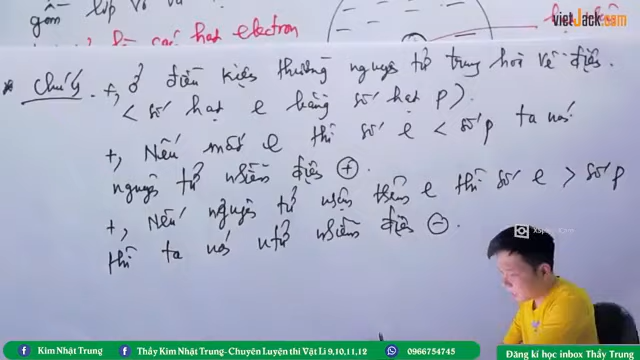 vietJack.com
gồm lớp vỏ
hạt electron
* Chú ý. +, ở điều kiện thường nguyên tử trung hoà về điện.
< số hạt e bằng số hạt p).
+, Nếu mất e thì số e < số p ta nói
nguyên tử nhiễm điện ⊕.
+, Nếu nguyên tử nhận thêm e thì số e > số p
thì ta nói ntử nhiễm điện ⊖.
Kim Nhật Trung
Thầy Kim Nhật Trung- Chuyên Luyện thi Vật Lí 9,10,11,12
0966754745
Đăng kí học inbox Thầy Trung